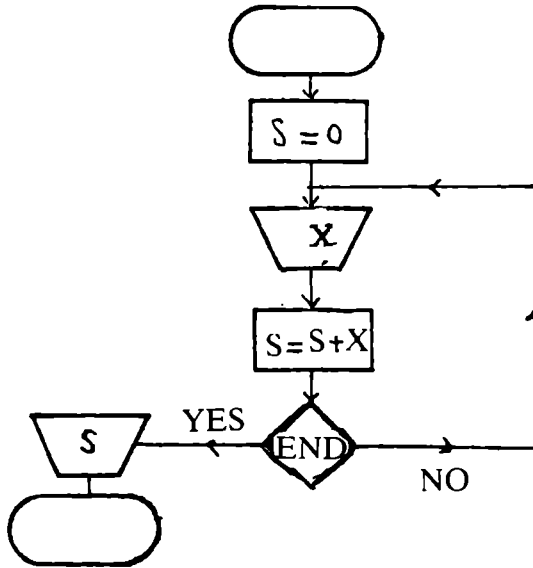 S = 0
X
S = S+X
YES
END
NO
S